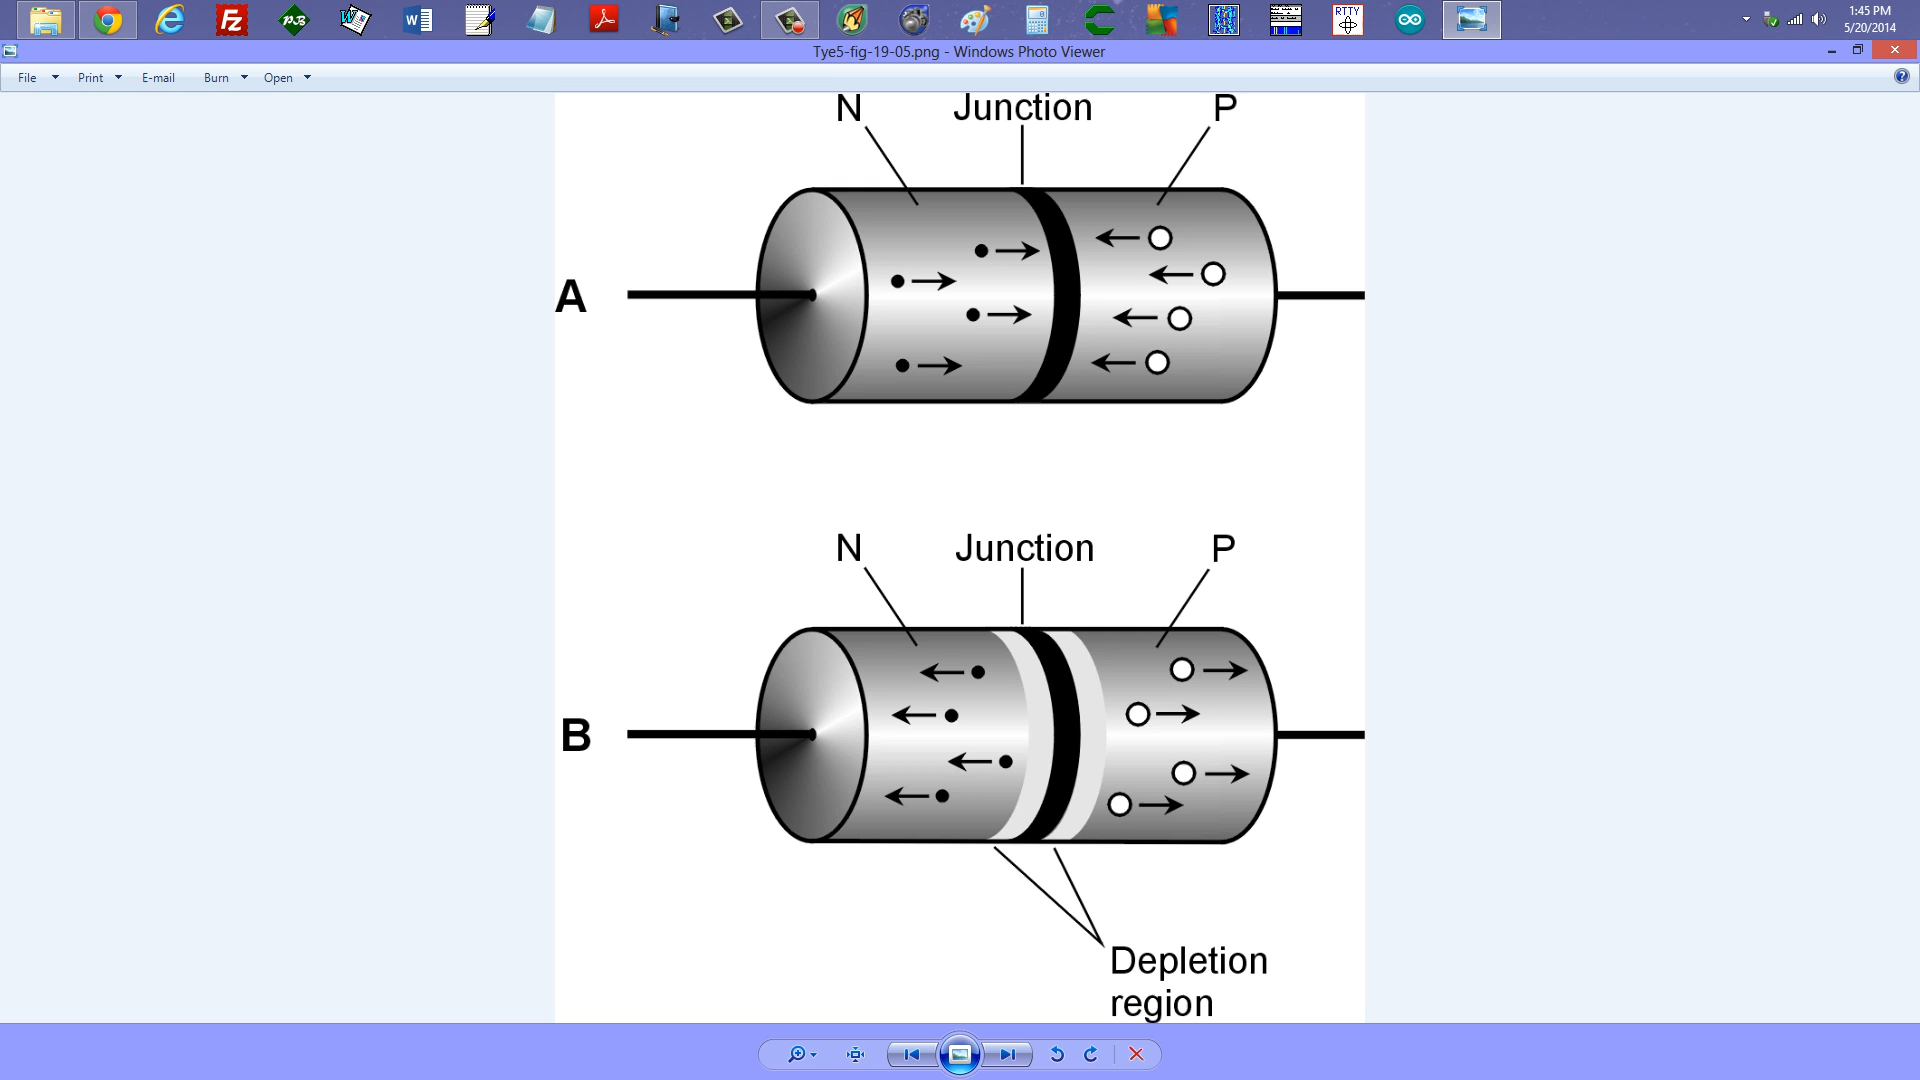 1:45 PM
5/20/2014
Tye5-fig-19-05.png - Windows Photo Viewer
File Print E-mail Burn Open
N Junction P
A
N Junction P
B
Depletion
region
RTTY